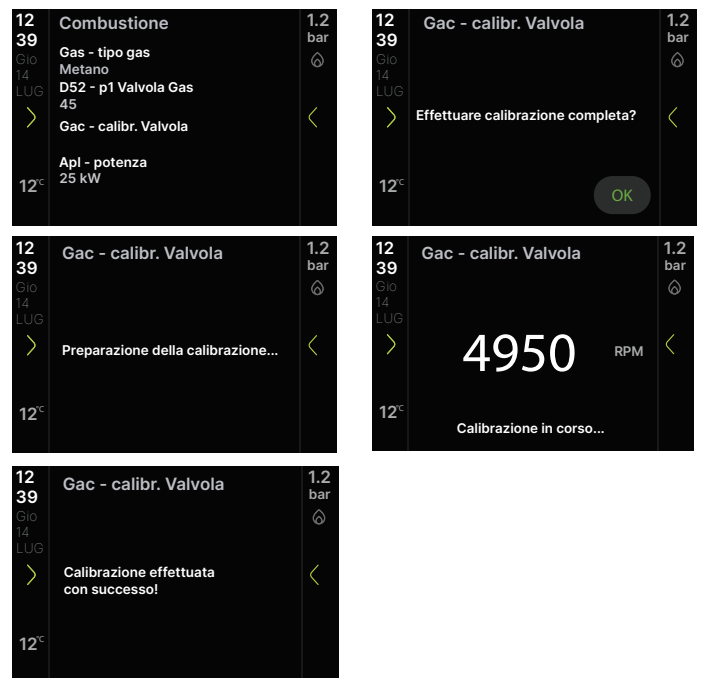 12
39
Gio
14
LUG
12°C
Combustione
Gas - tipo gas
Metano
D52 - p1 Valvola Gas
45
Gac - calibr. Valvola
Apl - potenza
25 kW
1.2
bar
12
39
Gio
14
LUG
12°C
Gac - calibr. Valvola
Effettuare calibrazione completa?
OK
1.2
bar
12
39
Gio
14
LUG
12°C
Gac - calibr. Valvola
Preparazione della calibrazione...
1.2
bar
12
39
Gio
14
LUG
12°C
Gac - calibr. Valvola
4950 RPM
Calibrazione in corso...
1.2
bar
12
39
Gio
14
LUG
12°C
Gac - calibr. Valvola
Calibrazione effettuata
con successo!
1.2
bar